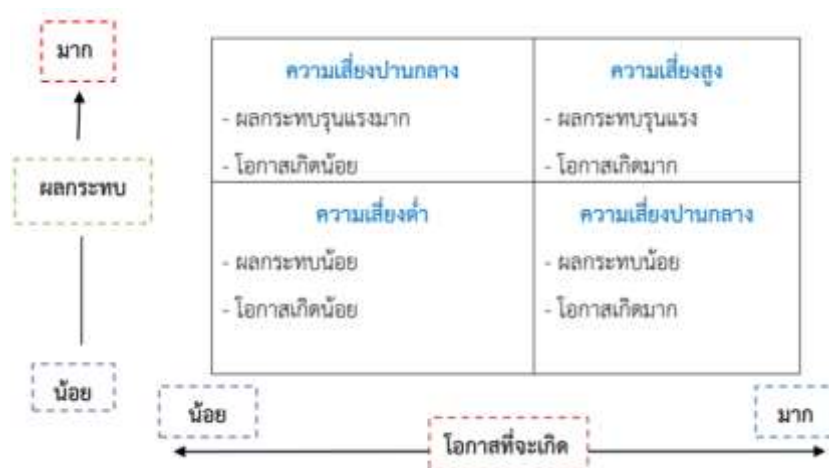 มาก
ผลกระทบ
น้อย
ความเสี่ยงปานกลาง
- ผลกระทบรุนแรงมาก
- โอกาสเกิดน้อย
ความเสี่ยงสูง
- ผลกระทบรุนแรง
- โอกาสเกิดมาก
ความเสี่ยงต่ำ
- ผลกระทบน้อย
- โอกาสเกิดน้อย
ความเสี่ยงปานกลาง
- ผลกระทบน้อย
- โอกาสเกิดมาก
น้อย
โอกาสที่จะเกิด
มาก